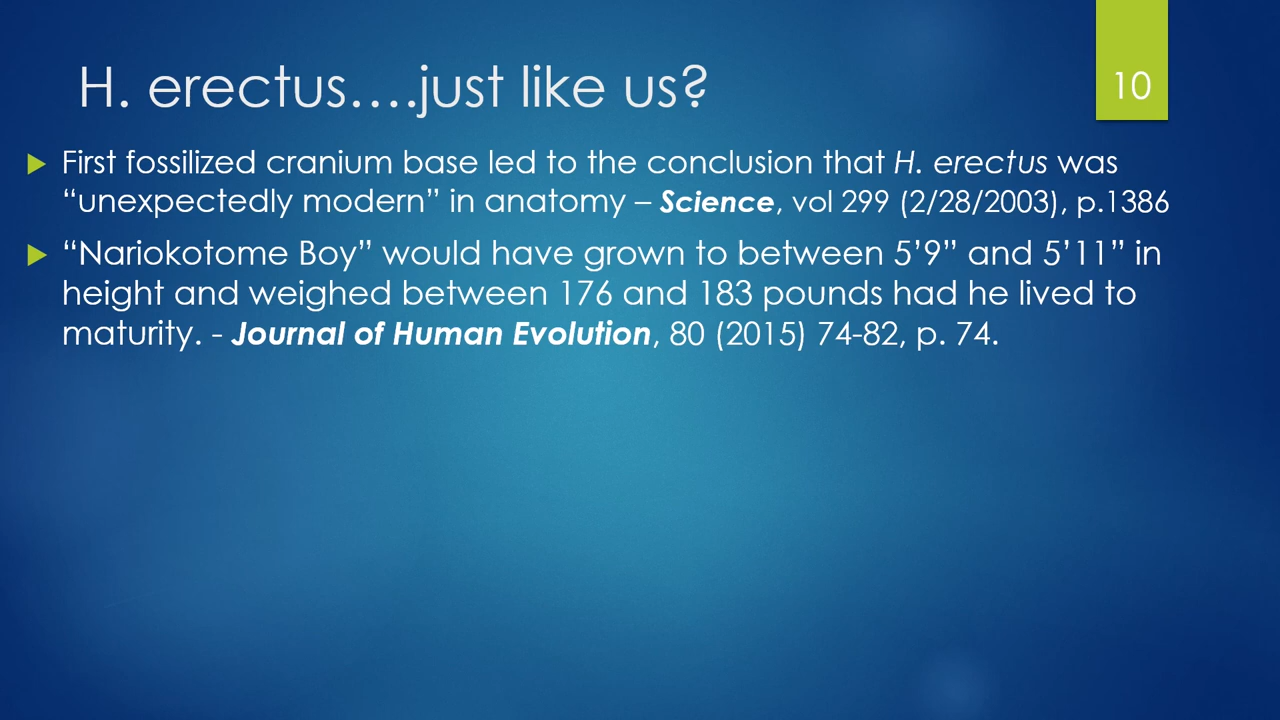 H. erectus....just like us?
10
First fossilized cranium base led to the conclusion that H. erectus was
“unexpectedly modern” in anatomy – Science, vol 299 (2/28/2003), p.1386
“Nariokotome Boy” would have grown to between 5’9” and 5’11” in
height and weighed between 176 and 183 pounds had he lived to
maturity. - Journal of Human Evolution, 80 (2015) 74-82, p. 74.